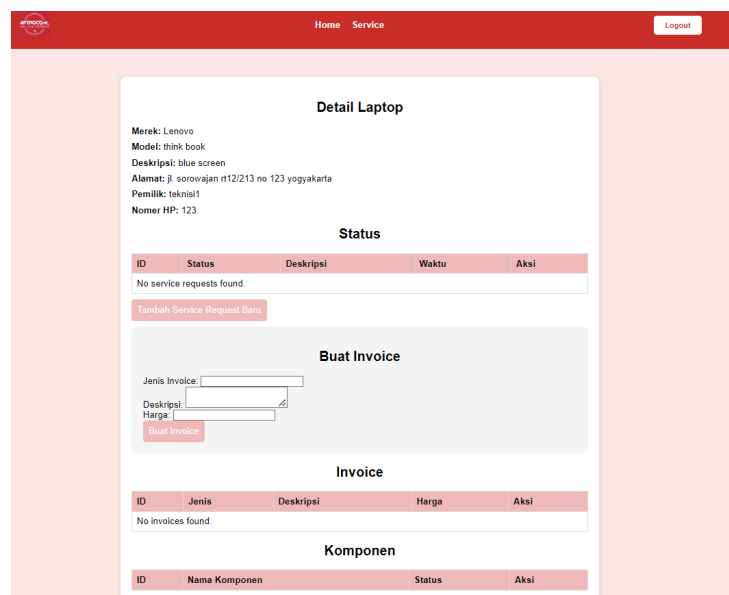 Home Service Logout
Detail Laptop
Merek: Lenovo
Model: think book
Deskripsi: blue screen
Alamat: jl. sorowajan rt12/213 no 123 yogyakarta
Pemilik: teknisi1
Nomer HP: 123
Status
ID Status Deskripsi Waktu Aksi
No service requests found.
Tambah Service Request Baru
Buat Invoice
Jenis Invoice:
Deskripsi:
Harga:
Buat Invoice
Invoice
ID Jenis Deskripsi Harga Aksi
No invoices found.
Komponen
ID Nama Komponen Status Aksi